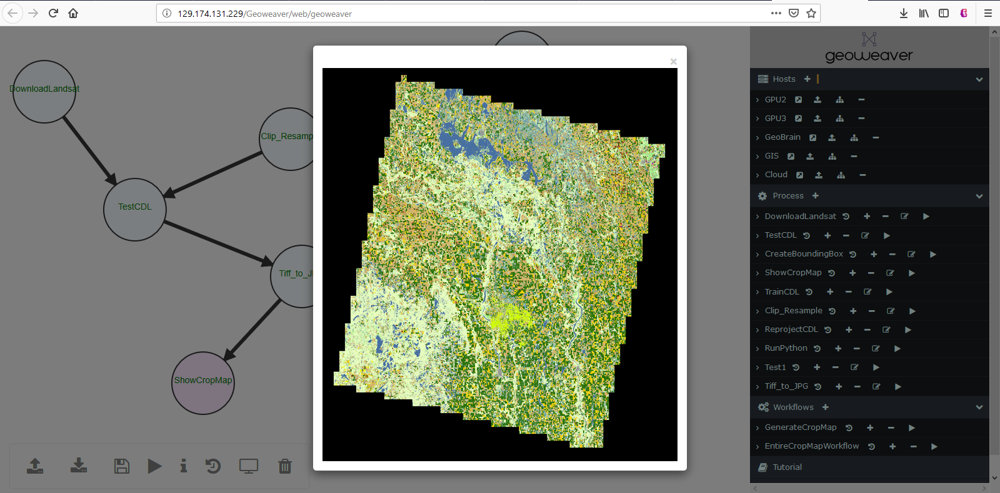 129.174.131.229/Geoweaver/web/geoweaver
DownloadLandsat
Clip_Resamp
TestCDL
Tiff_to_J
ShowCropMap
×
geoweaver
Hosts
GPU2
GPU3
GeoBrain
GIS
Cloud
Process
DownloadLandsat
TestCDL
CreateBoundingBox
ShowCropMap
TrainCDL
Clip_Resample
ReprojectCDL
RunPython
Test1
Tiff_to_JPG
Workflows
GenerateCropMap
EntireCropMapWorkflow
Tutorial